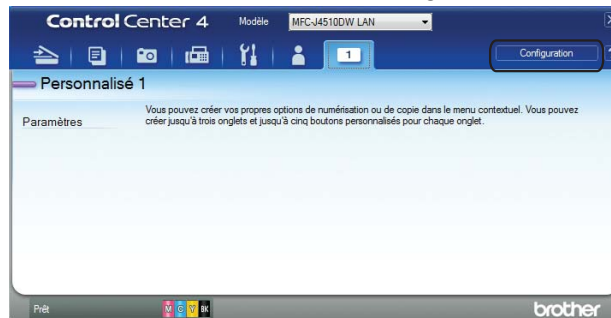 Control Center 4 Modèle MFC-J4510DW LAN
1 Configuration
Personnalisé 1
Paramètres
Vous pouvez créer vos propres options de numérisation ou de copie dans le menu contextuel. Vous pouvez
créer jusqu'à trois onglets et jusqu'à cinq boutons personnalisés pour chaque onglet.
Prêt M C Y BK brother